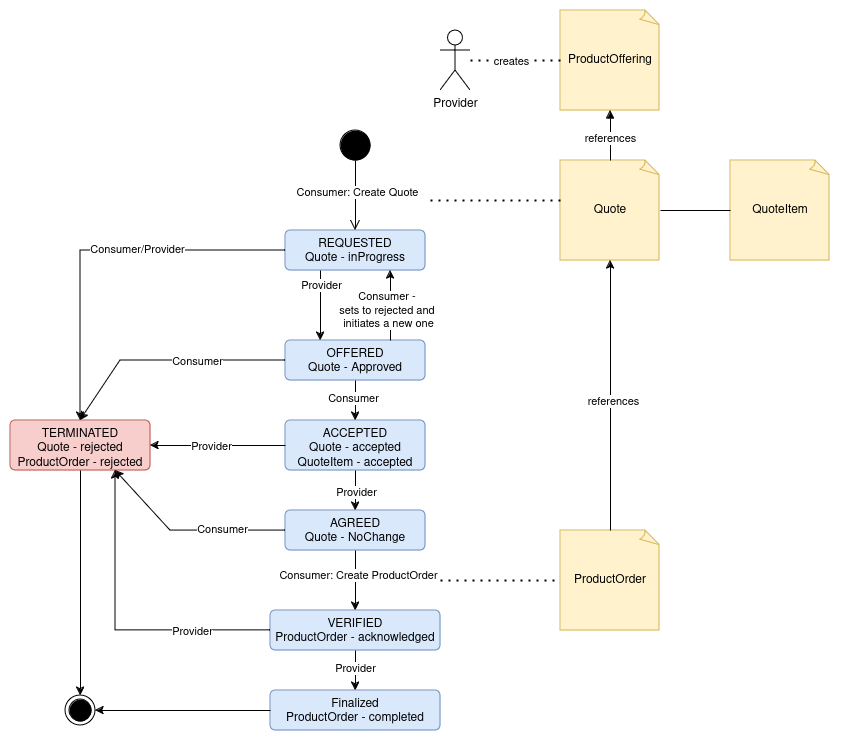 ProductOffering
creates
Provider
references
Consumer: Create Quote
Quote
QuoteItem
REQUESTED
Quote - inProgress
Consumer/Provider
Provider
Consumer -
sets to rejected and
initiates a new one
OFFERED
Quote - Approved
Consumer
Consumer
references
TERMINATED
Quote - rejected
ProductOrder - rejected
Provider
ACCEPTED
Quote - accepted
QuoteItem - accepted
Provider
AGREED
Quote - NoChange
Consumer
Consumer: Create ProductOrder
ProductOrder
VERIFIED
ProductOrder - acknowledged
Provider
Provider
Finalized
ProductOrder - completed